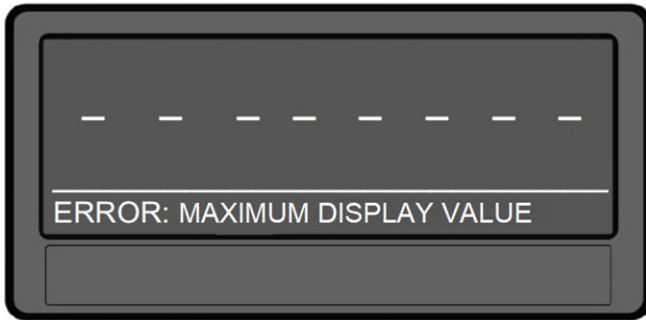 – – – – – – – –
ERROR: MAXIMUM DISPLAY VALUE